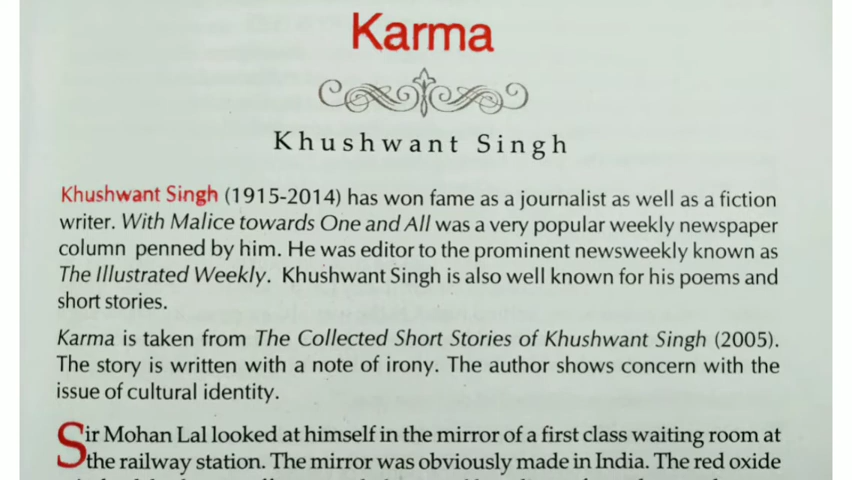 Karma
Khushwant Singh
Khushwant Singh (1915-2014) has won fame as a journalist as well as a fiction
writer. With Malice towards One and All was a very popular weekly newspaper
column penned by him. He was editor to the prominent newsweekly known as
The Illustrated Weekly. Khushwant Singh is also well known for his poems and
short stories.
Karma is taken from The Collected Short Stories of Khushwant Singh (2005).
The story is written with a note of irony. The author shows concern with the
issue of cultural identity.
Sir Mohan Lal looked at himself in the mirror of a first class waiting room at
the railway station. The mirror was obviously made in India. The red oxide